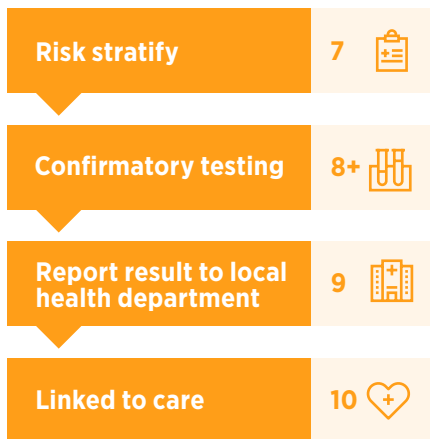 Risk stratify 7
Confirmatory testing 8+
Report result to local
health department 9
Linked to care 10